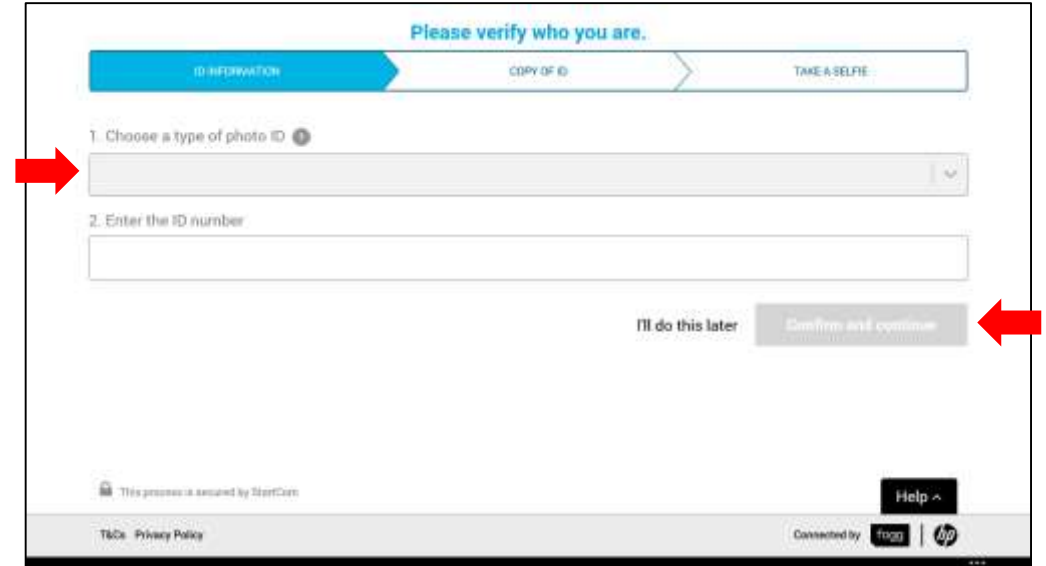 Please verify who you are.
ID INFORMATION
COPY OF ID
TAKE A SELFIE
1. Choose a type of photo ID
2. Enter the ID number
I'll do this later
Confirm and continue
This process is secured by StartCom
Help
T&Cs Privacy Policy
Connected by fogg hp